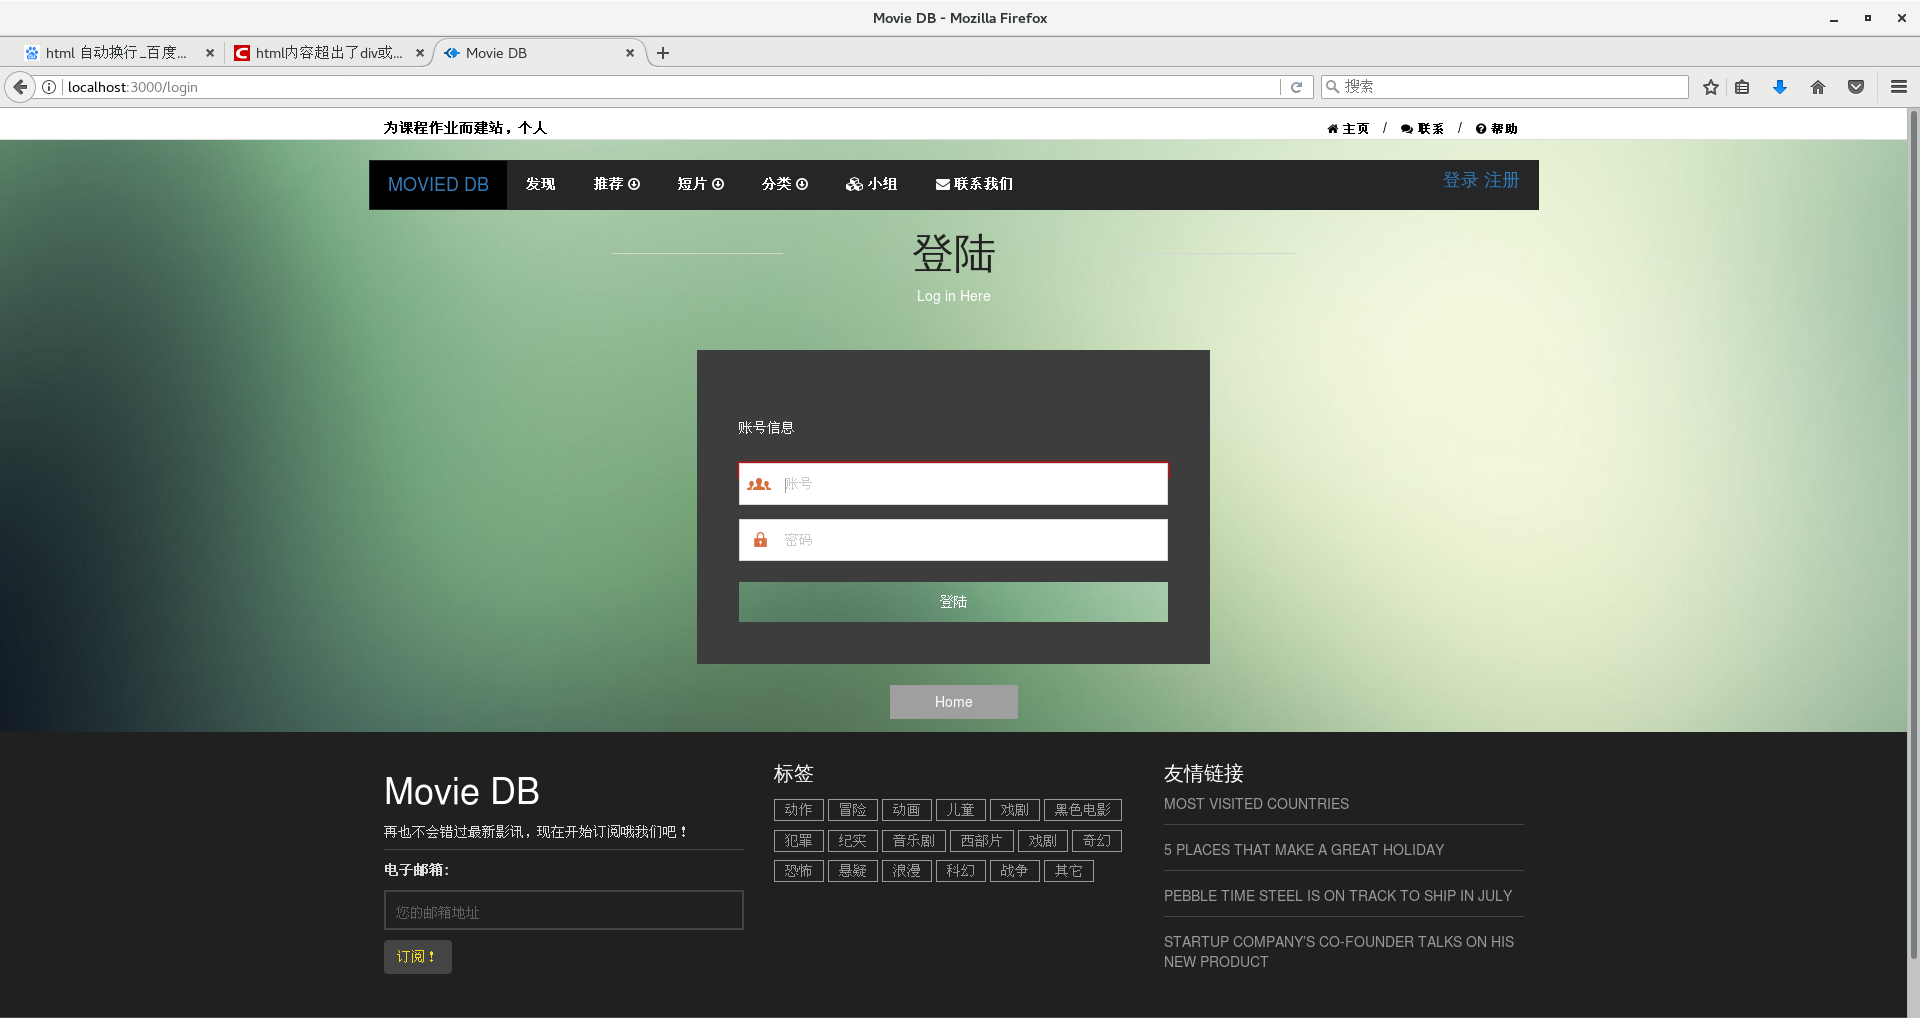 Movie DB - Mozilla Firefox
html 自动换行_百度...
html内容超出了div或...
Movie DB
localhost:3000/login
搜索
为课程作业而建站，个人
主页 / 联系 / 帮助
MOVIED DB 发现 推荐 短片 分类 小组 联系我们 登录 注册
登陆
Log in Here
账号信息
账号
密码
登陆
Home
Movie DB
再也不会错过最新影讯，现在开始订阅哦我们吧！
电子邮箱：
您的邮箱地址
订阅！
标签
动作 冒险 动画 儿童 戏剧 黑色电影
犯罪 纪实 音乐剧 西部片 戏剧 奇幻
恐怖 悬疑 浪漫 科幻 战争 其它
友情链接
MOST VISITED COUNTRIES
5 PLACES THAT MAKE A GREAT HOLIDAY
PEBBLE TIME STEEL IS ON TRACK TO SHIP IN JULY
STARTUP COMPANY'S CO-FOUNDER TALKS ON HIS
NEW PRODUCT